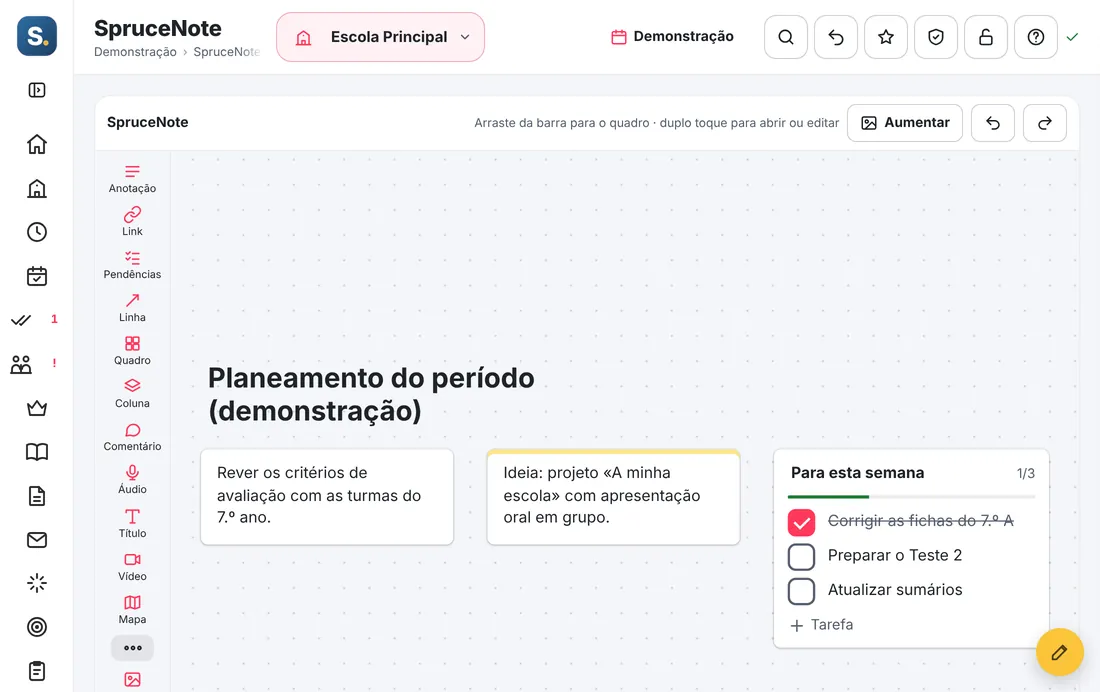 S.
SpruceNote
Demonstração › SpruceNote
Escola Principal
Demonstração
1
!
SpruceNote
Arraste da barra para o quadro · duplo toque para abrir ou editar
Aumentar
Anotação
Link
Pendências
Linha
Quadro
Coluna
Comentário
Áudio
Título
Vídeo
Mapa
Planeamento do período
(demonstração)
Rever os critérios de
avaliação com as turmas do
7.º ano.
Ideia: projeto «A minha
escola» com apresentação
oral em grupo.
Para esta semana 1/3
Corrigir as fichas do 7.º A
Preparar o Teste 2
Atualizar sumários
+ Tarefa